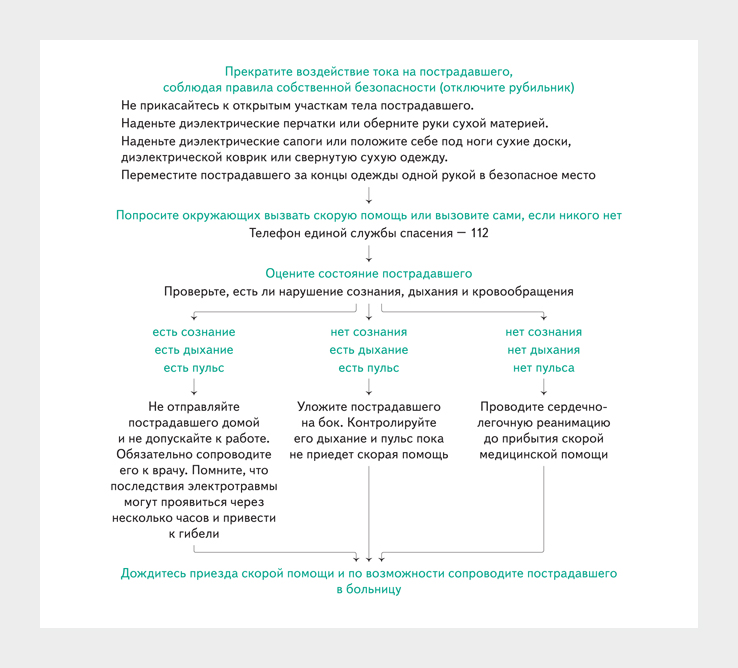 Прекратите воздействие тока на пострадавшего,
соблюдая правила собственной безопасности (отключите рубильник)
Не прикасайтесь к открытым участкам тела пострадавшего.
Наденьте диэлектрические перчатки или оберните руки сухой материей.
Наденьте диэлектрические сапоги или положите себе под ноги сухие доски,
диэлектрической коврик или свернутую сухую одежду.
Переместите пострадавшего за концы одежды одной рукой в безопасное место
Попросите окружающих вызвать скорую помощь или вызовите сами, если никого нет
Телефон единой службы спасения — 112
Оцените состояние пострадавшего
Проверьте, есть ли нарушение сознания, дыхания и кровообращения
есть сознание
есть дыхание
есть пульс
Не отправляйте
пострадавшего домой
и не допускайте к работе.
Обязательно сопроводите
его к врачу. Помните, что
последствия электротравмы
могут проявиться через
несколько часов и привести
к гибели
нет сознания
есть дыхание
есть пульс
Уложите пострадавшего
на бок. Контролируйте
его дыхание и пульс пока
не приедет скорая помощь
нет сознания
нет дыхания
нет пульса
Проводите сердечно-
легочную реанимацию
до прибытия скорой
медицинской помощи
Дождитесь приезда скорой помощи и по возможности сопроводите пострадавшего
в больницу